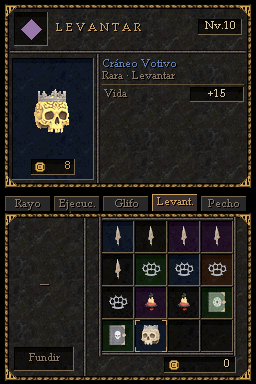 LEVANTAR
Nv.10
Cráneo Votivo
Rara · Levantar
Vida
+15
8
Rayo
Ejecuc.
Glifo
Levant.
Pecho
—
Fundir
0